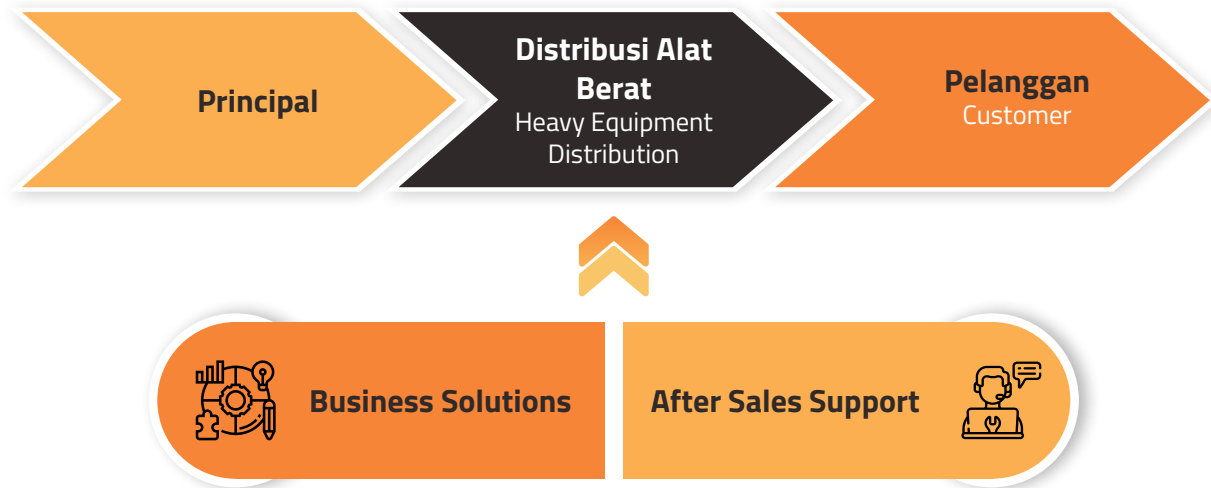 Principal
Distribusi Alat
Berat
Heavy Equipment
Distribution
Pelanggan
Customer
Business Solutions
After Sales Support